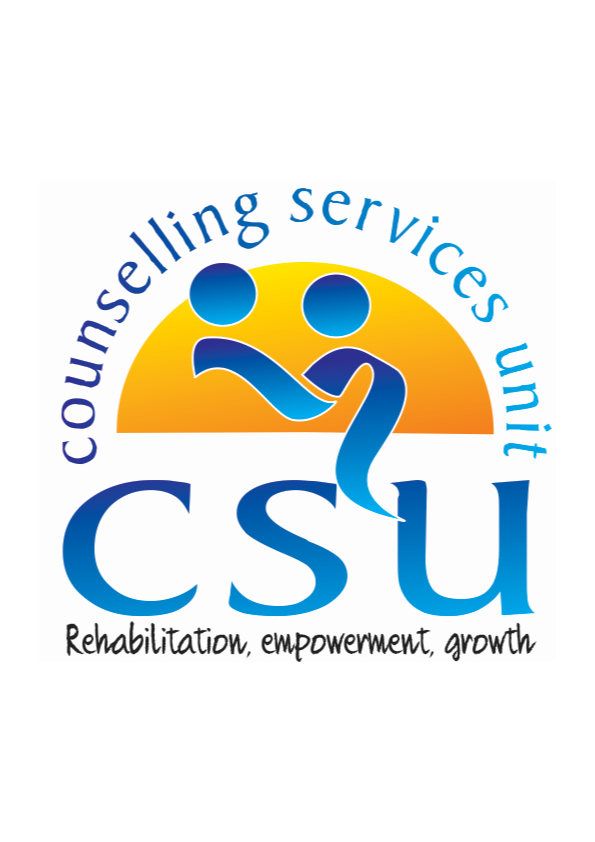 counselling services unit
CSU
Rehabilitation, empowerment, growth